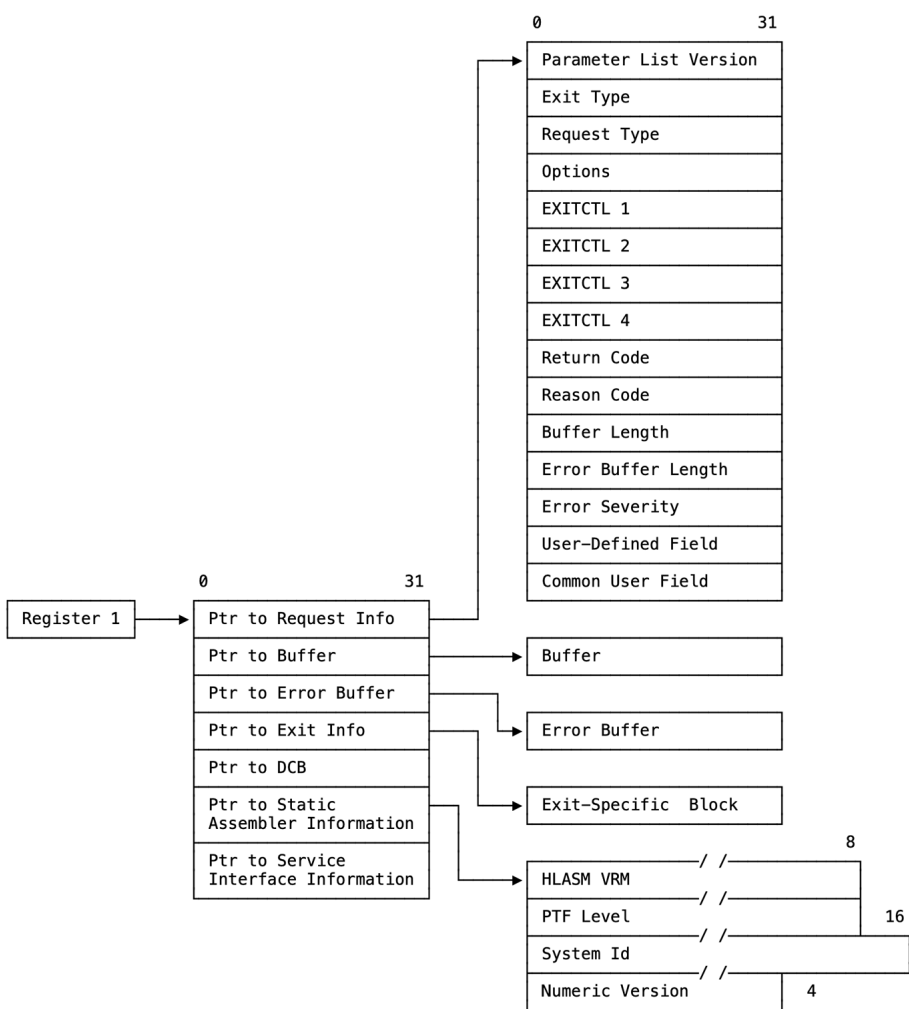 0 31
Parameter List Version
Exit Type
Request Type
Options
EXITCTL 1
EXITCTL 2
EXITCTL 3
EXITCTL 4
Return Code
Reason Code
Buffer Length
Error Buffer Length
Error Severity
User-Defined Field
Common User Field
0 31
Register 1
Ptr to Request Info
Ptr to Buffer
Ptr to Error Buffer
Ptr to Exit Info
Ptr to DCB
Ptr to Static
Assembler Information
Ptr to Service
Interface Information
Buffer
Error Buffer
Exit-Specific Block
8
HLASM VRM
PTF Level 16
System Id
Numeric Version 4